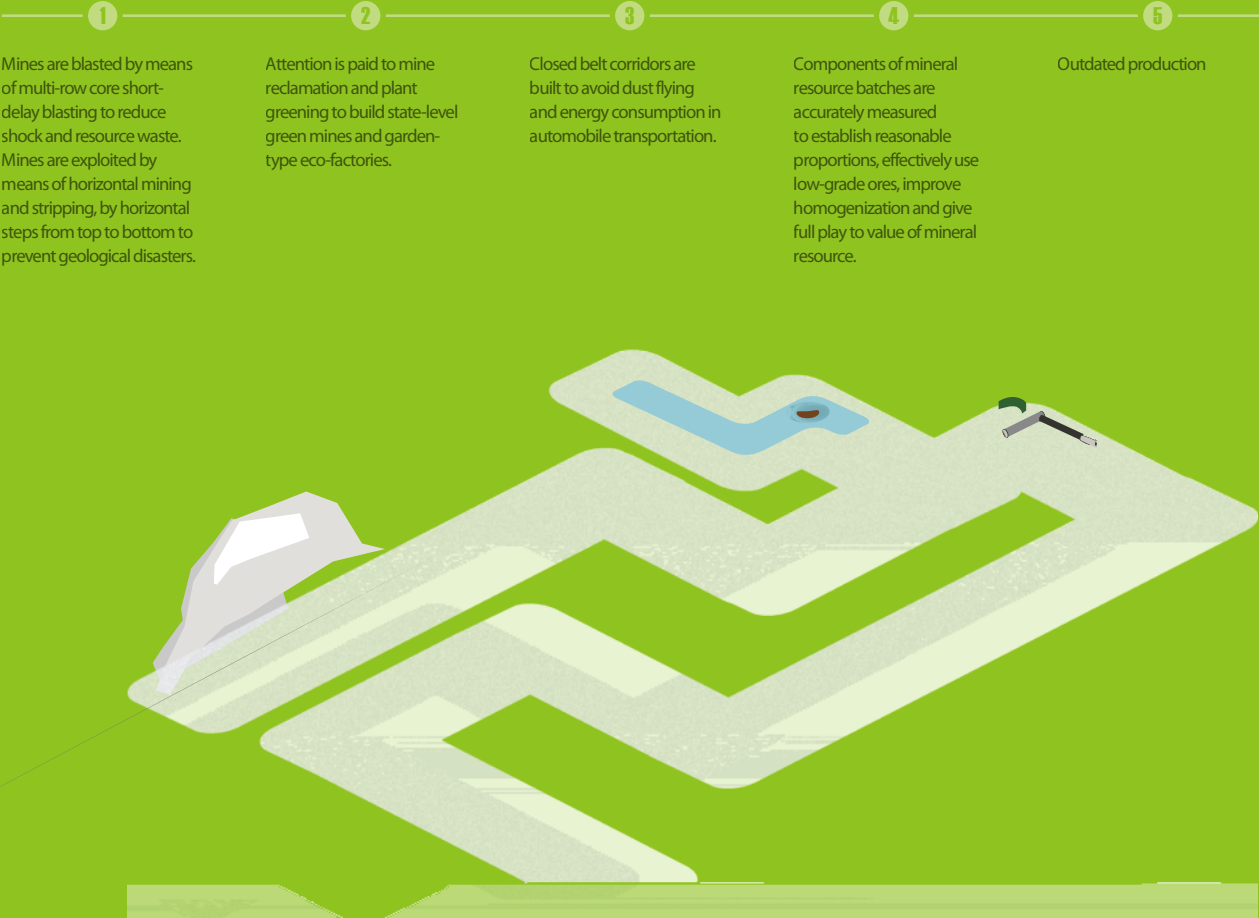 1
Mines are blasted by means
of multi-row core short-
delay blasting to reduce
shock and resource waste.
Mines are exploited by
means of horizontal mining
and stripping, by horizontal
steps from top to bottom to
prevent geological disasters.
2
Attention is paid to mine
reclamation and plant
greening to build state-level
green mines and garden-
type eco-factories.
3
Closed belt corridors are
built to avoid dust flying
and energy consumption in
automobile transportation.
4
Components of mineral
resource batches are
accurately measured
to establish reasonable
proportions, effectively use
low-grade ores, improve
homogenization and give
full play to value of mineral
resource.
5
Outdated production